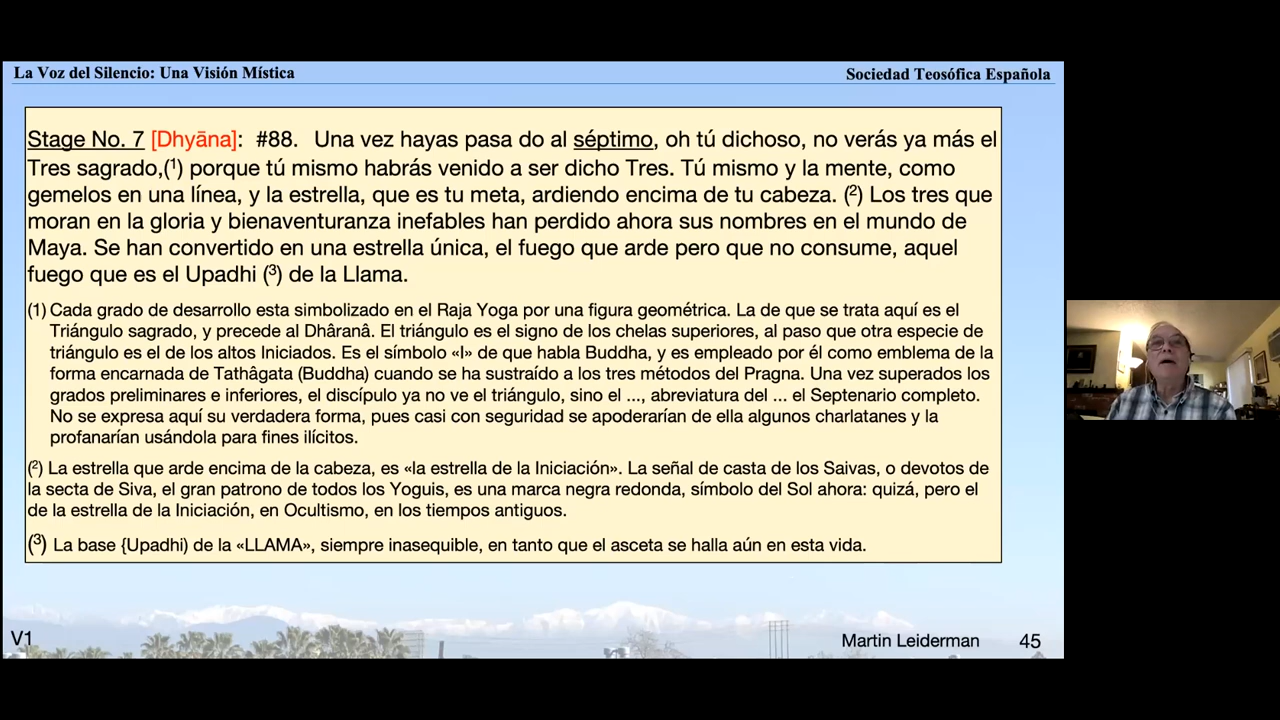 La Voz del Silencio: Una Visión Mística
Sociedad Teosófica Española
Stage No. 7 [Dhyāna]: #88. Una vez hayas pasa do al séptimo, oh tú dichoso, no verás ya más el
Tres sagrado,(¹) porque tú mismo habrás venido a ser dicho Tres. Tú mismo y la mente, como
gemelos en una línea, y la estrella, que es tu meta, ardiendo encima de tu cabeza. (²) Los tres que
moran en la gloria y bienaventuranza inefables han perdido ahora sus nombres en el mundo de
Maya. Se han convertido en una estrella única, el fuego que arde pero que no consume, aquel
fuego que es el Upadhi (³) de la Llama.
(1) Cada grado de desarrollo esta simbolizado en el Raja Yoga por una figura geométrica. La de que se trata aquí es el
Triángulo sagrado, y precede al Dhâranâ. El triángulo es el signo de los chelas superiores, al paso que otra especie de
triángulo es el de los altos Iniciados. Es el símbolo «I» de que habla Buddha, y es empleado por él como emblema de la
forma encarnada de Tathâgata (Buddha) cuando se ha sustraído a los tres métodos del Pragna. Una vez superados los
grados preliminares e inferiores, el discípulo ya no ve el triángulo, sino el ..., abreviatura del ... el Septenario completo.
No se expresa aquí su verdadera forma, pues casi con seguridad se apoderarían de ella algunos charlatanes y la
profanarían usándola para fines ilícitos.
(²) La estrella que arde encima de la cabeza, es «la estrella de la Iniciación». La señal de casta de los Saivas, o devotos de
la secta de Siva, el gran patrono de todos los Yoguis, es una marca negra redonda, símbolo del Sol ahora: quizá, pero el
de la estrella de la Iniciación, en Ocultismo, en los tiempos antiguos.
(³) La base {Upadhi) de la «LLAMA», siempre inasequible, en tanto que el asceta se halla aún en esta vida.
V1
Martin Leiderman
45